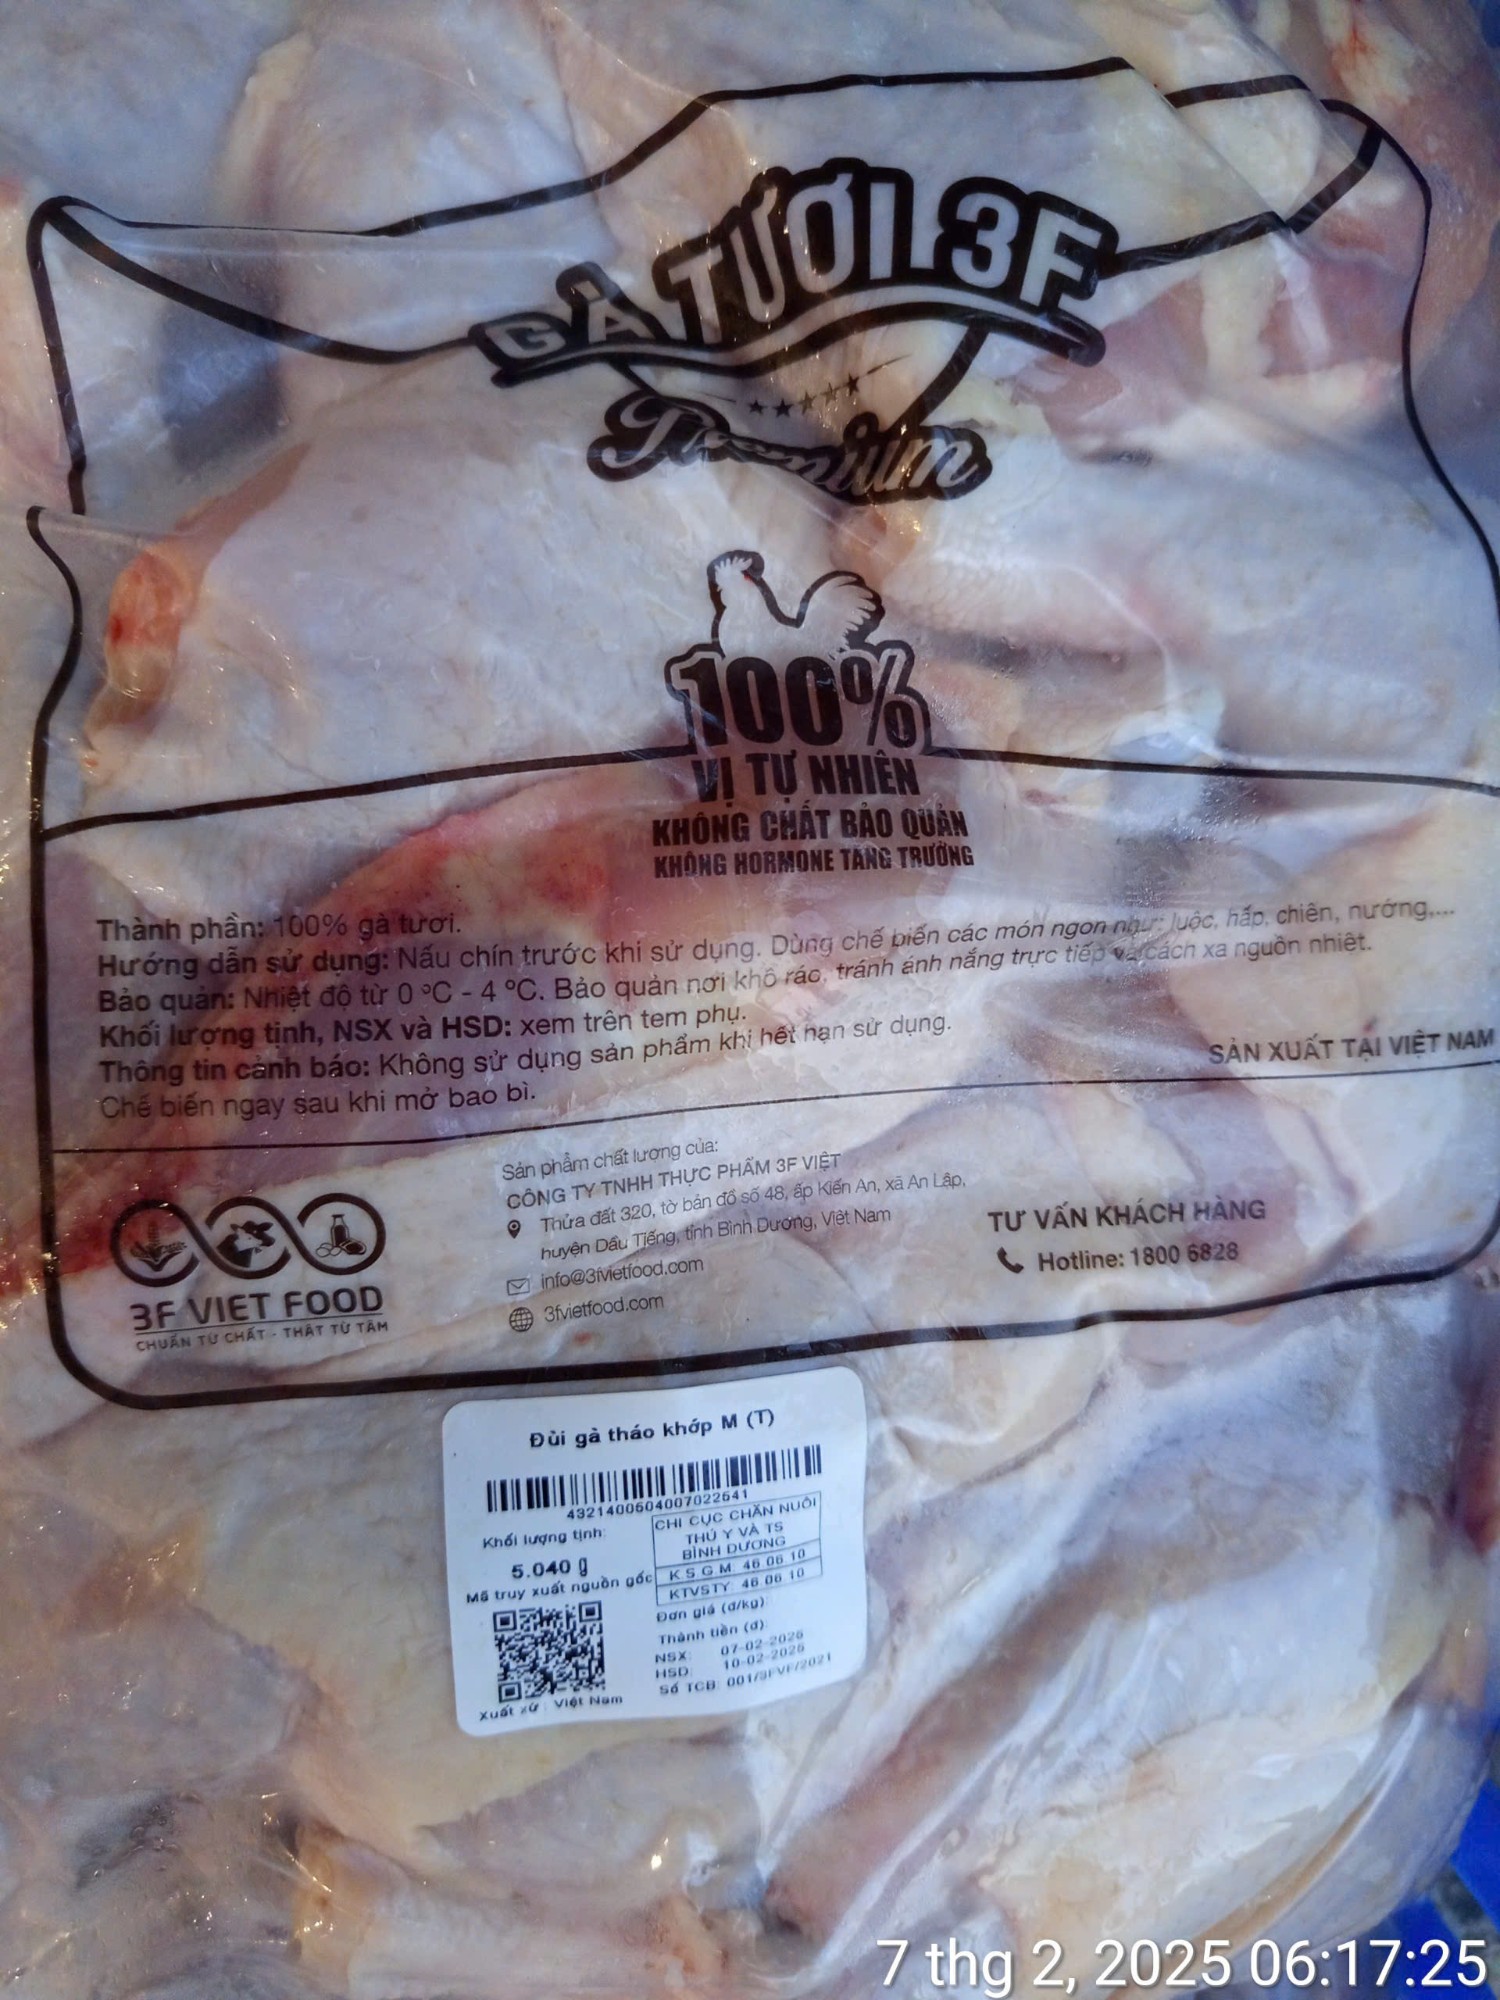 GÀ TƯƠI 3F
Premium
100%
VỊ TỰ NHIÊN
KHÔNG CHẤT BẢO QUẢN
KHÔNG HORMONE TĂNG TRƯỞNG
Thành phần: 100% gà tươi.
Hướng dẫn sử dụng: Nấu chín trước khi sử dụng. Dùng chế biến các món ngon như: luộc, hấp, chiên, nướng,...
Bảo quản: Nhiệt độ từ 0 °C - 4 °C. Bảo quản nơi khô ráo, tránh ánh nắng trực tiếp và cách xa nguồn nhiệt.
Khối lượng tịnh, NSX và HSD: xem trên tem phụ.
Thông tin cảnh báo: Không sử dụng sản phẩm khi hết hạn sử dụng.
Chế biến ngay sau khi mở bao bì.
SẢN XUẤT TẠI VIỆT NAM
3F VIET FOOD
CHUẨN TỪ CHẤT - THẬT TỪ TÂM
Sản phẩm chất lượng của:
CÔNG TY TNHH THỰC PHẨM 3F VIỆT
Thửa đất 320, tờ bản đồ số 48, ấp Kiến An, xã An Lập,
huyện Dầu Tiếng, tỉnh Bình Dương, Việt Nam
info@3fvietfood.com
3fvietfood.com
TƯ VẤN KHÁCH HÀNG
Hotline: 1800 6828
Đùi gà tháo khớp M (T)
4321400504007022541
Khối lượng tịnh:
5.040 g
Mã truy xuất nguồn gốc
Xuất xứ : Việt Nam
CHI CỤC CHĂN NUÔI
THÚ Y VÀ TS
BÌNH DƯƠNG
K.S.G.M: 46.06.10
KTVSTY: 46.06.10
Đơn giá (đ/kg):
Thành tiền (đ):
NSX: 07-02-2025
HSD: 10-02-2025
Số TCB: 001/3FVF/2021
7 thg 2, 2025 06:17:25